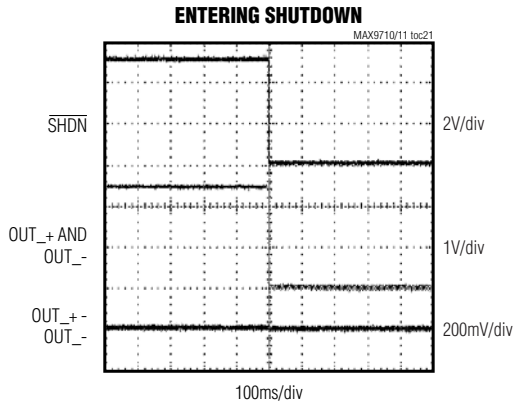 ENTERING SHUTDOWN
MAX9710/11 toc21
SHDN
2V/div
OUT_+ AND
OUT_-
1V/div
OUT_+ -
OUT_-
200mV/div
100ms/div